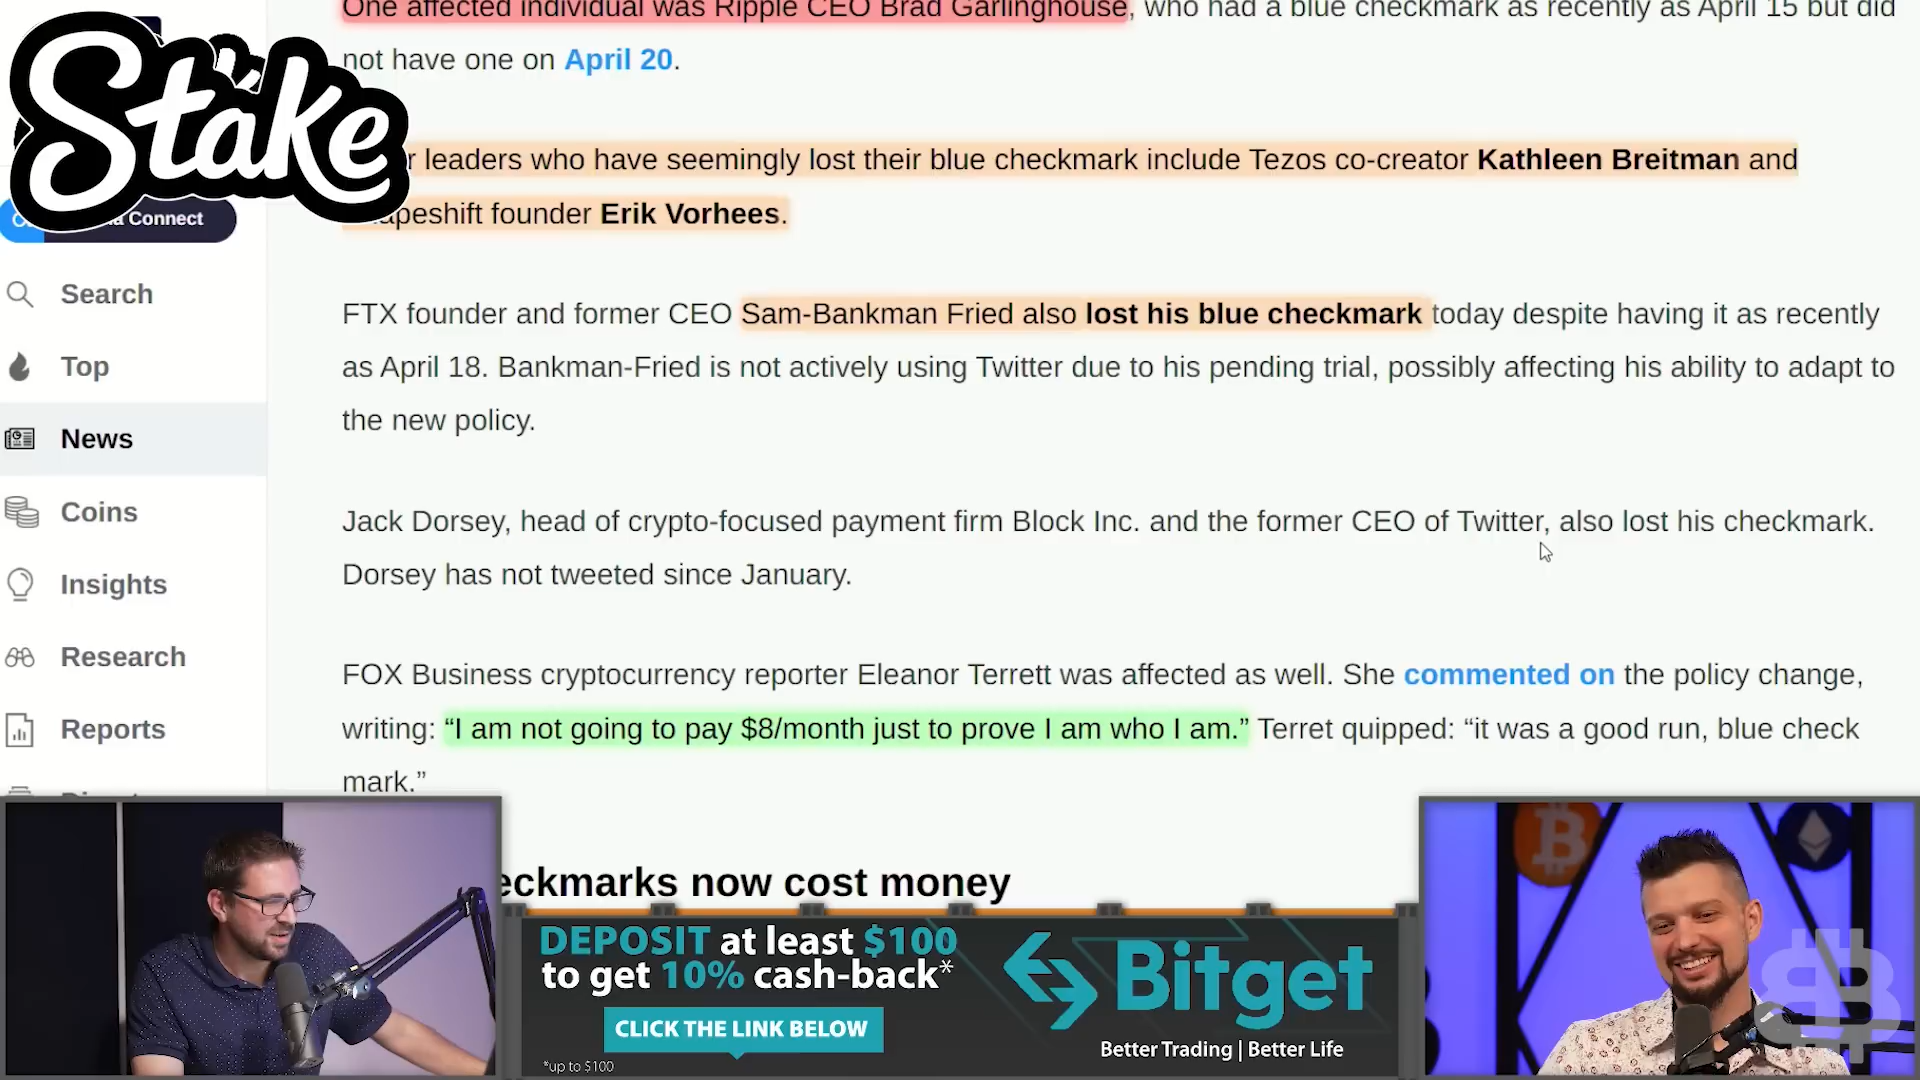 One affected individual was Ripple CEO Brad Garlinghouse, who had a blue checkmark as recently as April 15 but did
not have one on April 20.
Stake
leaders who have seemingly lost their blue checkmark include Tezos co-creator Kathleen Breitman and
founder Erik Vorhees.
Connect
Search
FTX founder and former CEO Sam-Bankman Fried also lost his blue checkmark today despite having it as recently
as April 18. Bankman-Fried is not actively using Twitter due to his pending trial, possibly affecting his ability to adapt to
the new policy.
Top
News
Coins
Jack Dorsey, head of crypto-focused payment firm Block Inc. and the former CEO of Twitter, also lost his checkmark.
Dorsey has not tweeted since January.
Insights
Research
FOX Business cryptocurrency reporter Eleanor Terrett was affected as well. She commented on the policy change,
writing: “I am not going to pay $8/month just to prove I am who I am.” Terret quipped: “it was a good run, blue check
mark.”
Reports
now cost money
DEPOSIT at least $100
to get 10% cash-back*
CLICK THE LINK BELOW
*up to $100
Bitget
Better Trading | Better Life